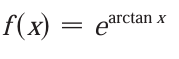 f(x) = e^{arctan x}